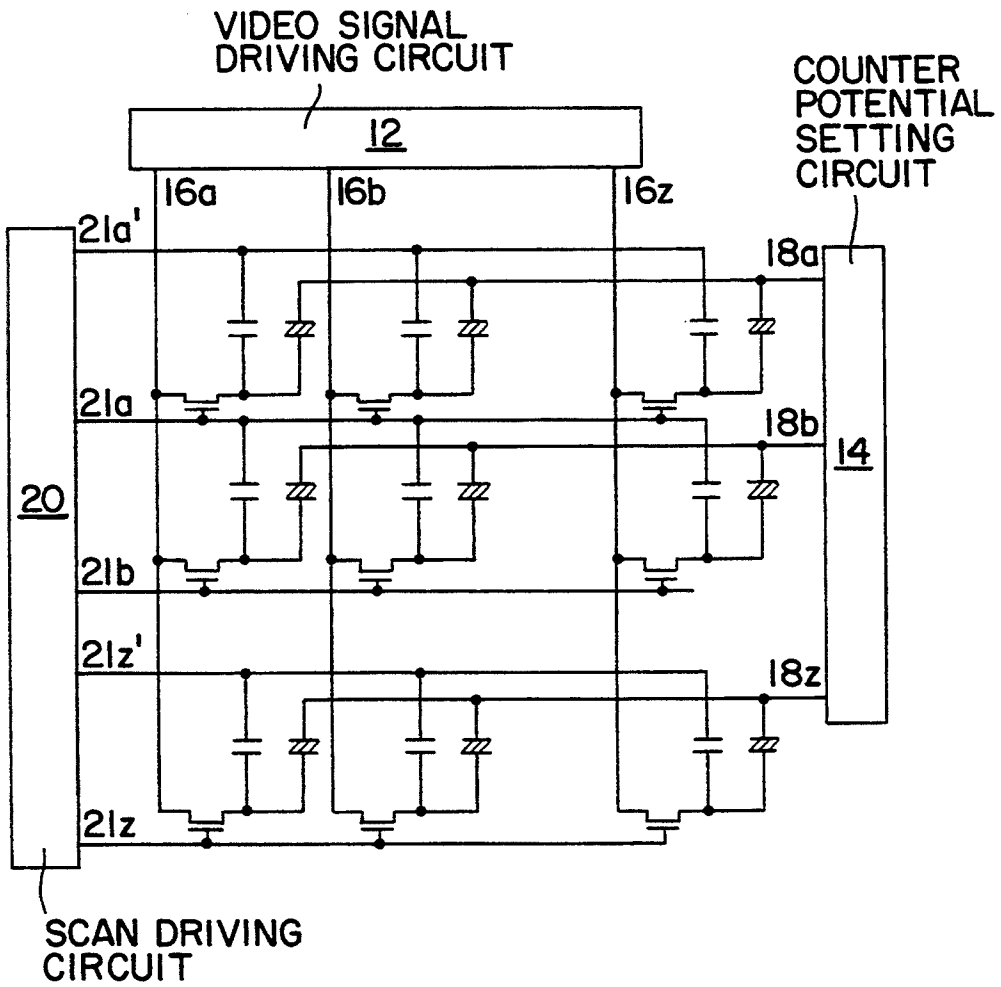 VIDEO SIGNAL
DRIVING CIRCUIT
COUNTER
POTENTIAL
SETTING
CIRCUIT
12
16a 16b 16z
21a'
18a
21a
18b
14
20
21b
21z'
18z
21z
SCAN DRIVING
CIRCUIT